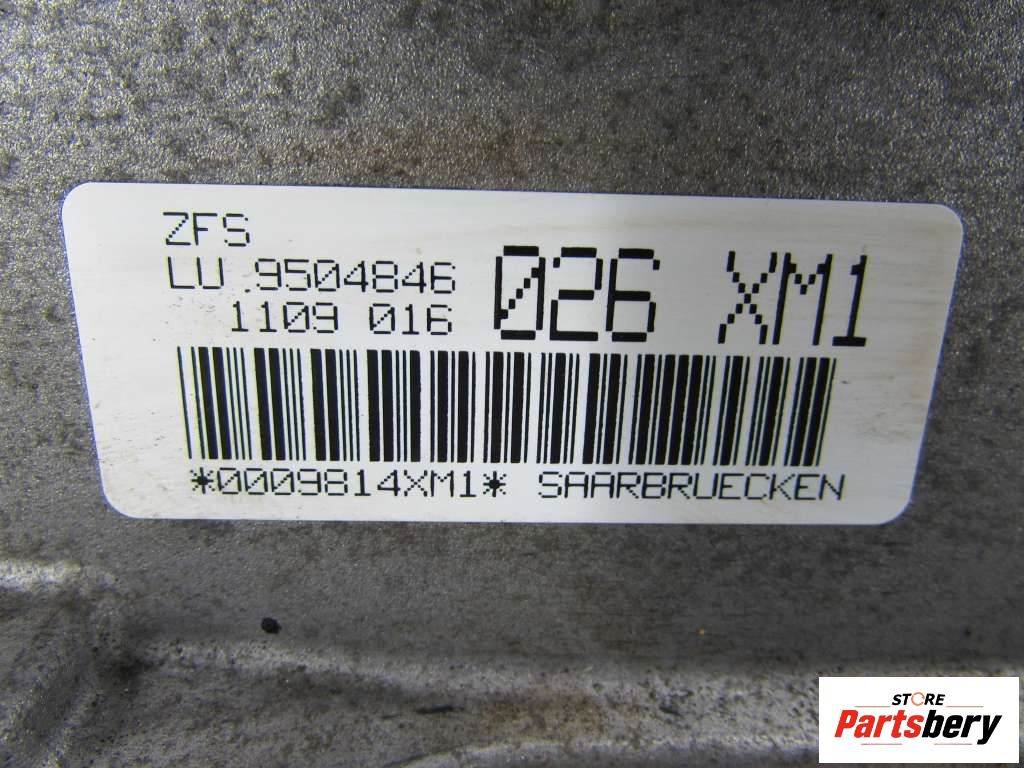 ZFS
LU 9504846 026 XM1
1109 016
*0009814XM1* SAARBRUECKEN
STORE
Partsbery